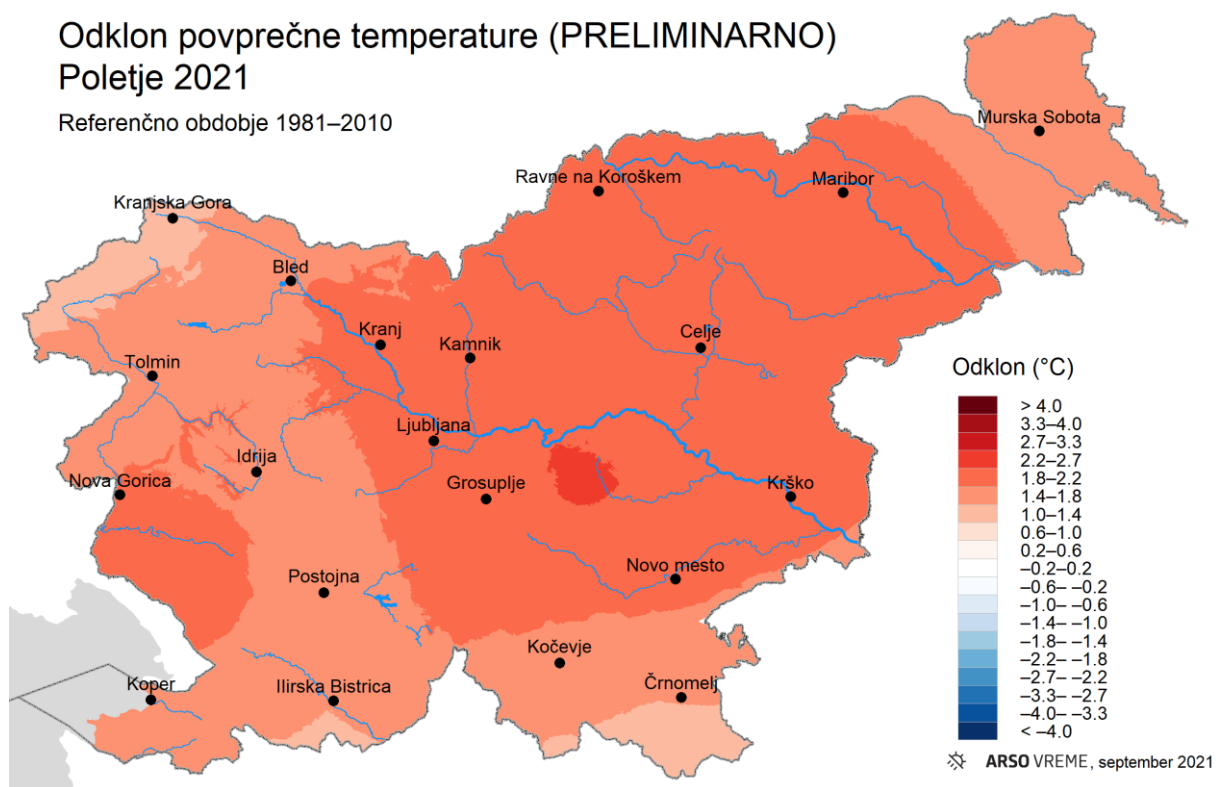 Odklon povprečne temperature (PRELIMINARNO)
Poletje 2021
Referenčno obdobje 1981–2010
Murska Sobota
Ravne na Koroškem
Maribor
Kranjska Gora
Bled
Kranj
Kamnik
Celje
Tolmin
Ljubljana
Idrija
Nova Gorica
Grosuplje
Krško
Postojna
Novo mesto
Kočevje
Koper
Ilirska Bistrica
Črnomelj
Odklon (°C)
> 4.0
3.3–4.0
2.7–3.3
2.2–2.7
1.8–2.2
1.4–1.8
1.0–1.4
0.6–1.0
0.2–0.6
–0.2–0.2
–0.6– –0.2
–1.0– –0.6
–1.4– –1.0
–1.8– –1.4
–2.2– –1.8
–2.7– –2.2
–3.3– –2.7
–4.0– –3.3
< –4.0
ARSO VREME, september 2021